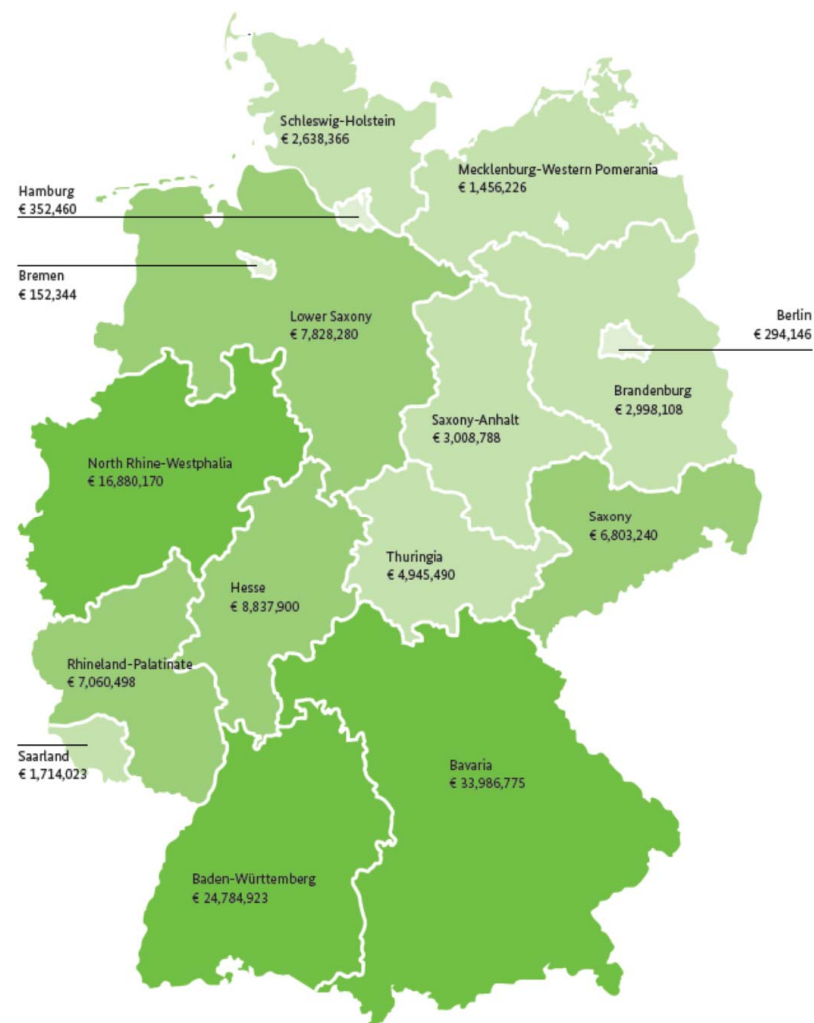 Schleswig-Holstein
€ 2,638,366
Mecklenburg-Western Pomerania
€ 1,456,226
Hamburg
€ 352,460
Bremen
€ 152,344
Lower Saxony
€ 7,828,280
Berlin
€ 294,146
Brandenburg
€ 2,998,108
Saxony-Anhalt
€ 3,008,788
North Rhine-Westphalia
€ 16,880,170
Saxony
€ 6,803,240
Thuringia
€ 4,945,490
Hesse
€ 8,837,900
Rhineland-Palatinate
€ 7,060,498
Saarland
€ 1,714,023
Bavaria
€ 33,986,775
Baden-Württemberg
€ 24,784,923